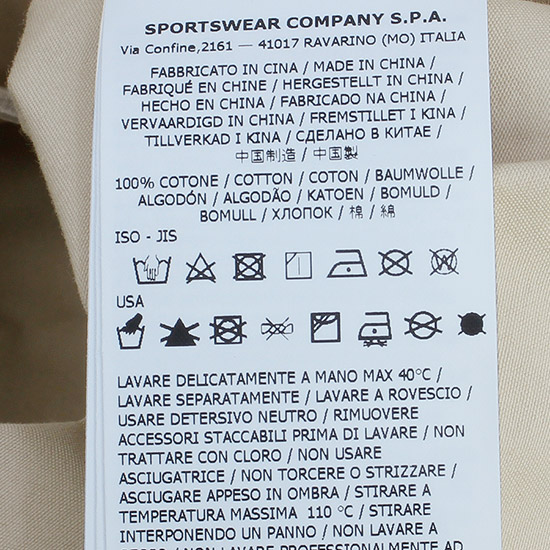 SPORTSWEAR COMPANY S.P.A.
Via Confine,2161 — 41017 RAVARINO (MO) ITALIA
FABBRICATO IN CINA / MADE IN CHINA /
FABRIQUÉ EN CHINE / HERGESTELLT IN CHINA /
HECHO EN CHINA / FABRICADO NA CHINA /
VERVAARDIGD IN CHINA / FREMSTILLET I KINA /
TILLVERKAD I KINA / СДЕЛАНО В КИТАЕ /
中国制造 / 中国製
100% COTONE / COTTON / COTON / BAUMWOLLE /
ALGODÓN / ALGODÃO / KATOEN / BOMULD /
BOMULL / ХЛОПОК / 棉 / 綿
ISO - JIS
USA
LAVARE DELICATAMENTE A MANO MAX 40°C /
LAVARE SEPARATAMENTE / LAVARE A ROVESCIO /
USARE DETERSIVO NEUTRO / RIMUOVERE
ACCESSORI STACCABILI PRIMA DI LAVARE / NON
TRATTARE CON CLORO / NON USARE
ASCIUGATRICE / NON TORCERE O STRIZZARE /
ASCIUGARE APPESO IN OMBRA / STIRARE A
TEMPERATURA MASSIMA 110 °C / STIRARE
INTERPONENDO UN PANNO / NON LAVARE A
SECCO / NON LAVAGGIO PROFESSIONALE AD